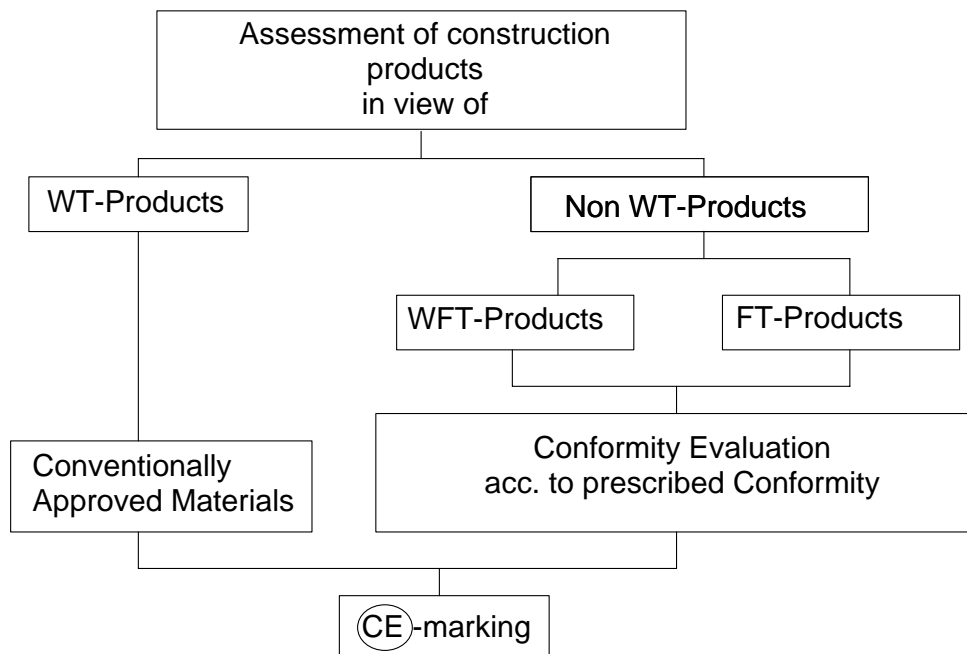 Assessment of construction
products
in view of
WT-Products
Non WT-Products
WFT-Products
FT-Products
Conventionally
Approved Materials
Conformity Evaluation
acc. to prescribed Conformity
CE-marking